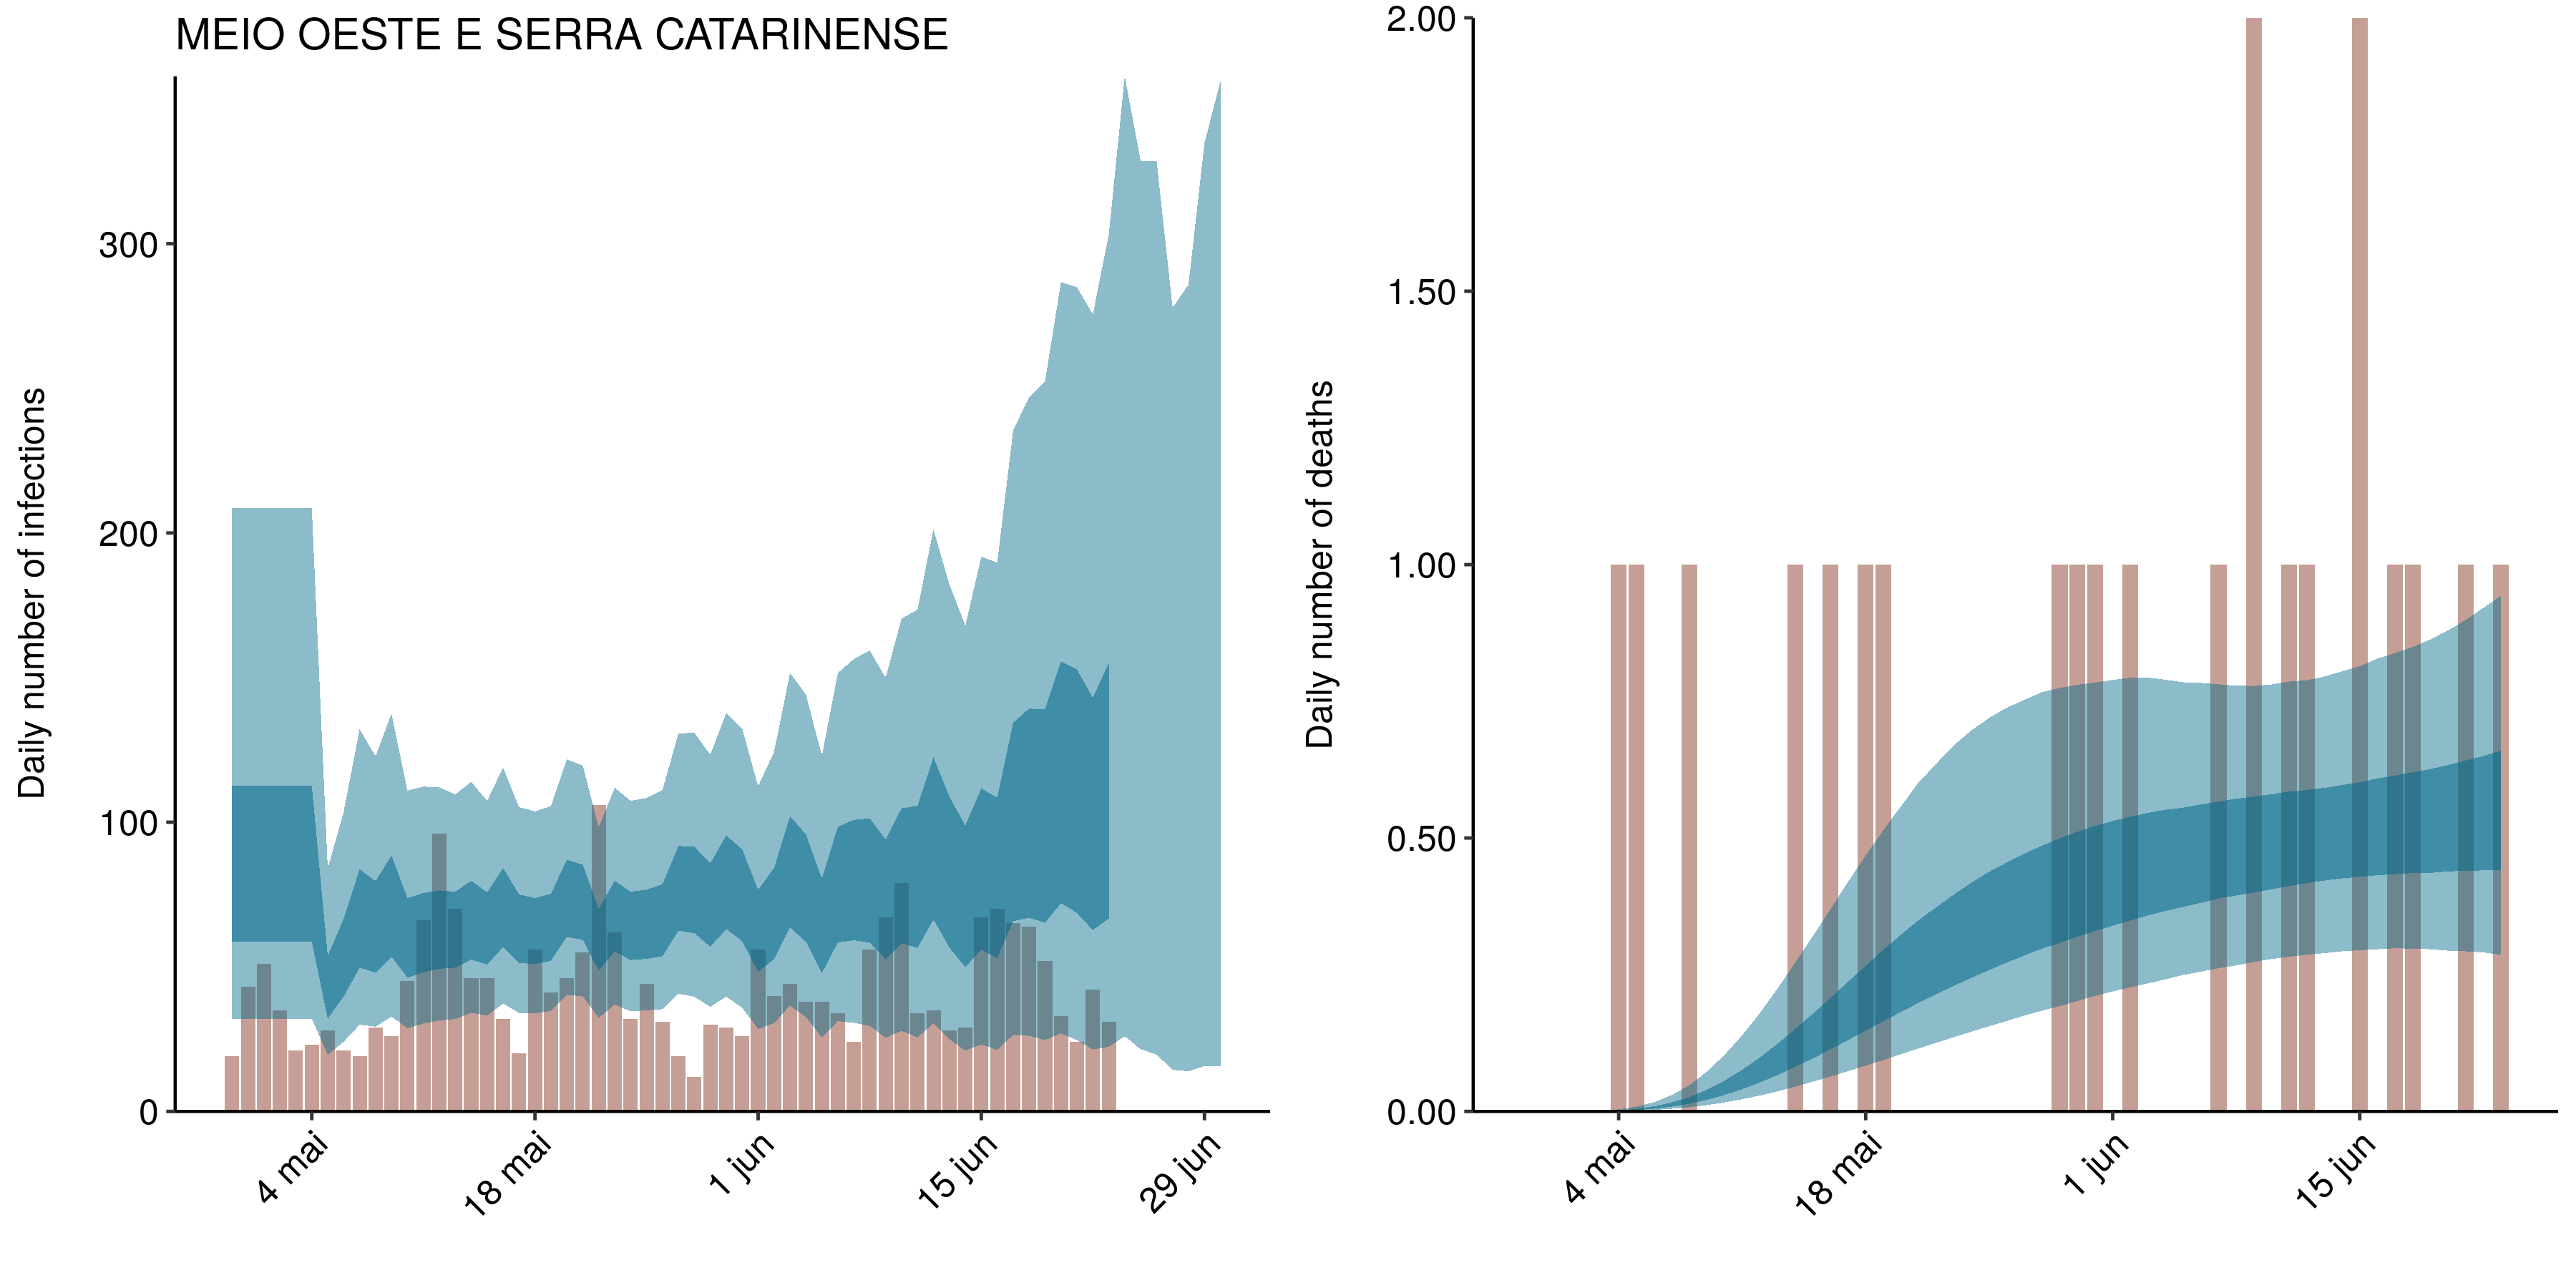 MEIO OESTE E SERRA CATARINENSE
Daily number of infections
300
200
100
0
4 mai
18 mai
1 jun
15 jun
29 jun
Daily number of deaths
2.00
1.50
1.00
0.50
0.00
4 mai
18 mai
1 jun
15 jun